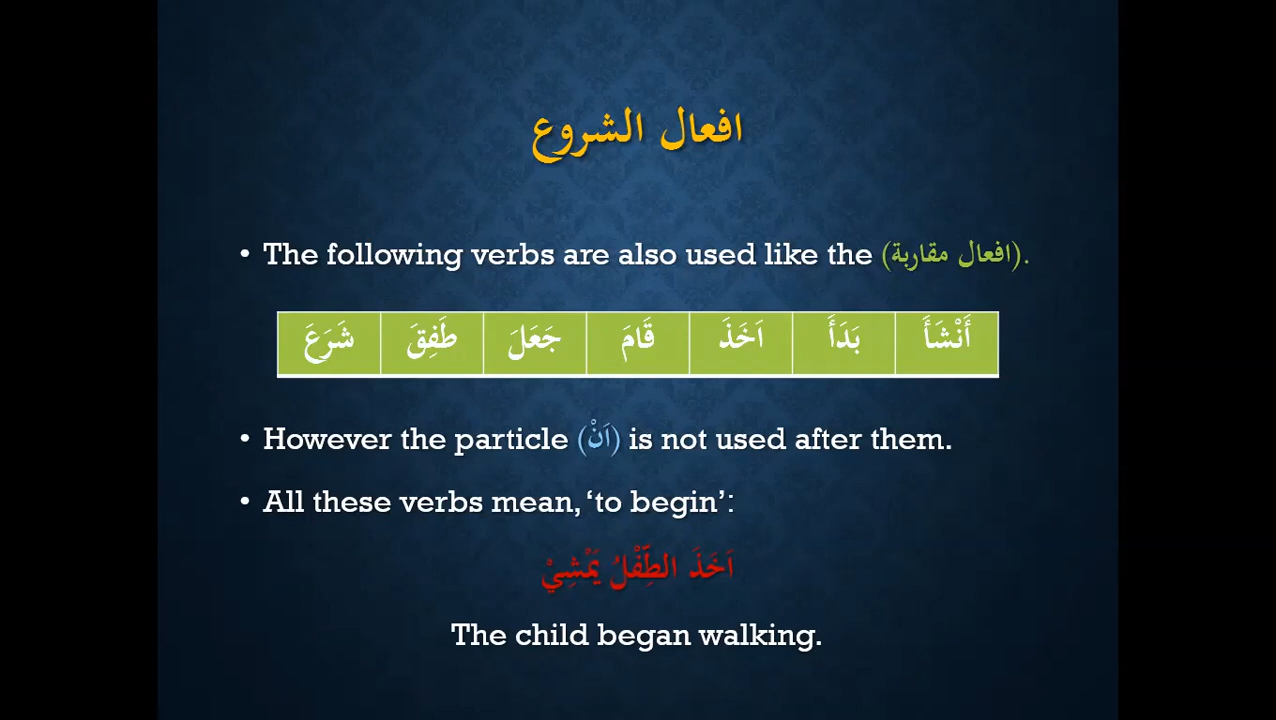 افعال الشروع
• The following verbs are also used like the (افعال مقاربة).
أَنْشَأَ بَدَأَ اَخَذَ قَامَ جَعَلَ طَفِقَ شَرَعَ
• However the particle (اَنْ) is not used after them.
• All these verbs mean, ‘to begin’:
اَخَذَ الطِّفْلُ يَمْشِيْ
The child began walking.